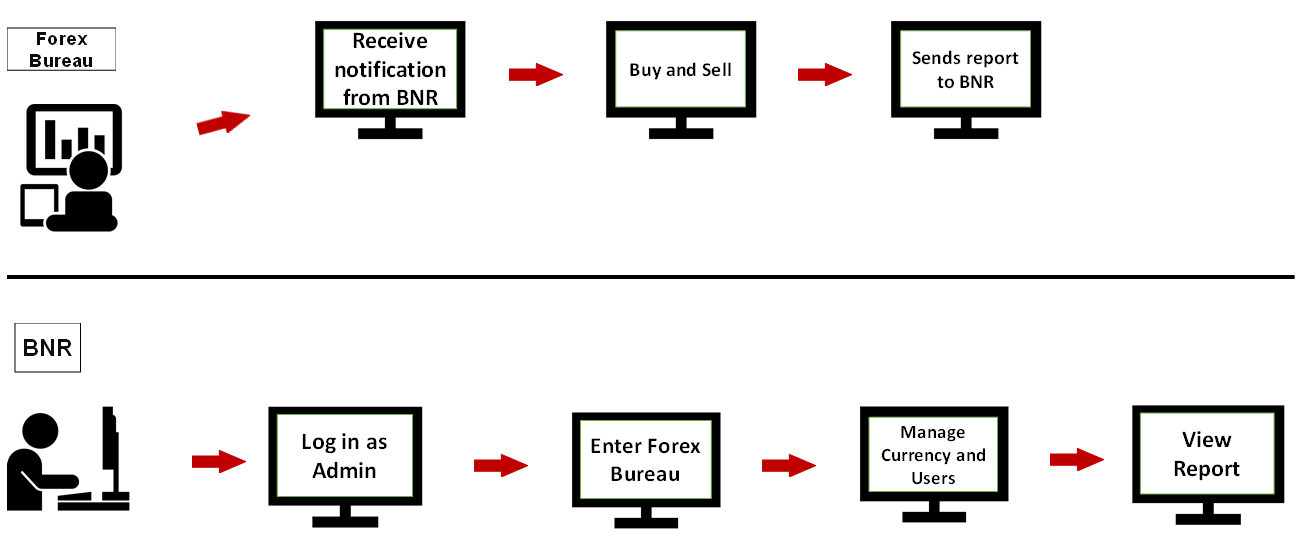 Forex
Bureau
Receive
notification
from BNR
Buy and Sell
Sends report
to BNR
BNR
Log in as
Admin
Enter Forex
Bureau
Manage
Currency and
Users
View
Report